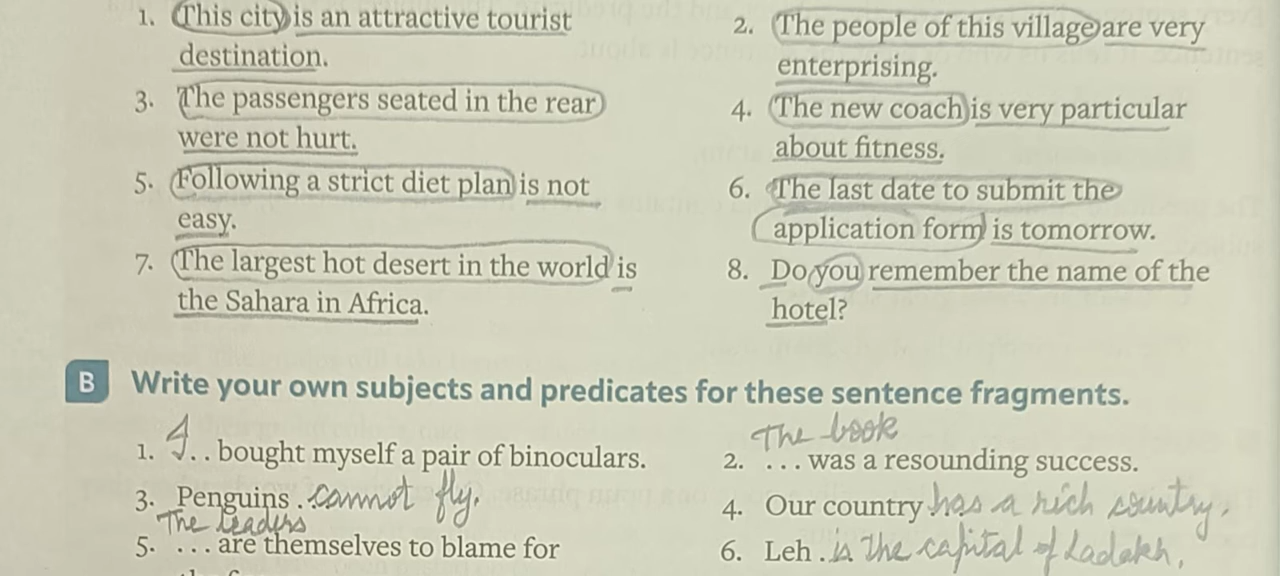 1. This city is an attractive tourist
destination.
2. The people of this village are very
enterprising.
3. The passengers seated in the rear
were not hurt.
4. The new coach is very particular
about fitness.
5. Following a strict diet plan is not
easy.
6. The last date to submit the
application form is tomorrow.
7. The largest hot desert in the world is
the Sahara in Africa.
8. Do you remember the name of the
hotel?
B Write your own subjects and predicates for these sentence fragments.
1. I .. bought myself a pair of binoculars.
The book
2. ... was a resounding success.
3. Penguins .. cannot fly.
4. Our country has a rich country.
The leaders
5. ... are themselves to blame for
6. Leh . is the capital of Ladakh.